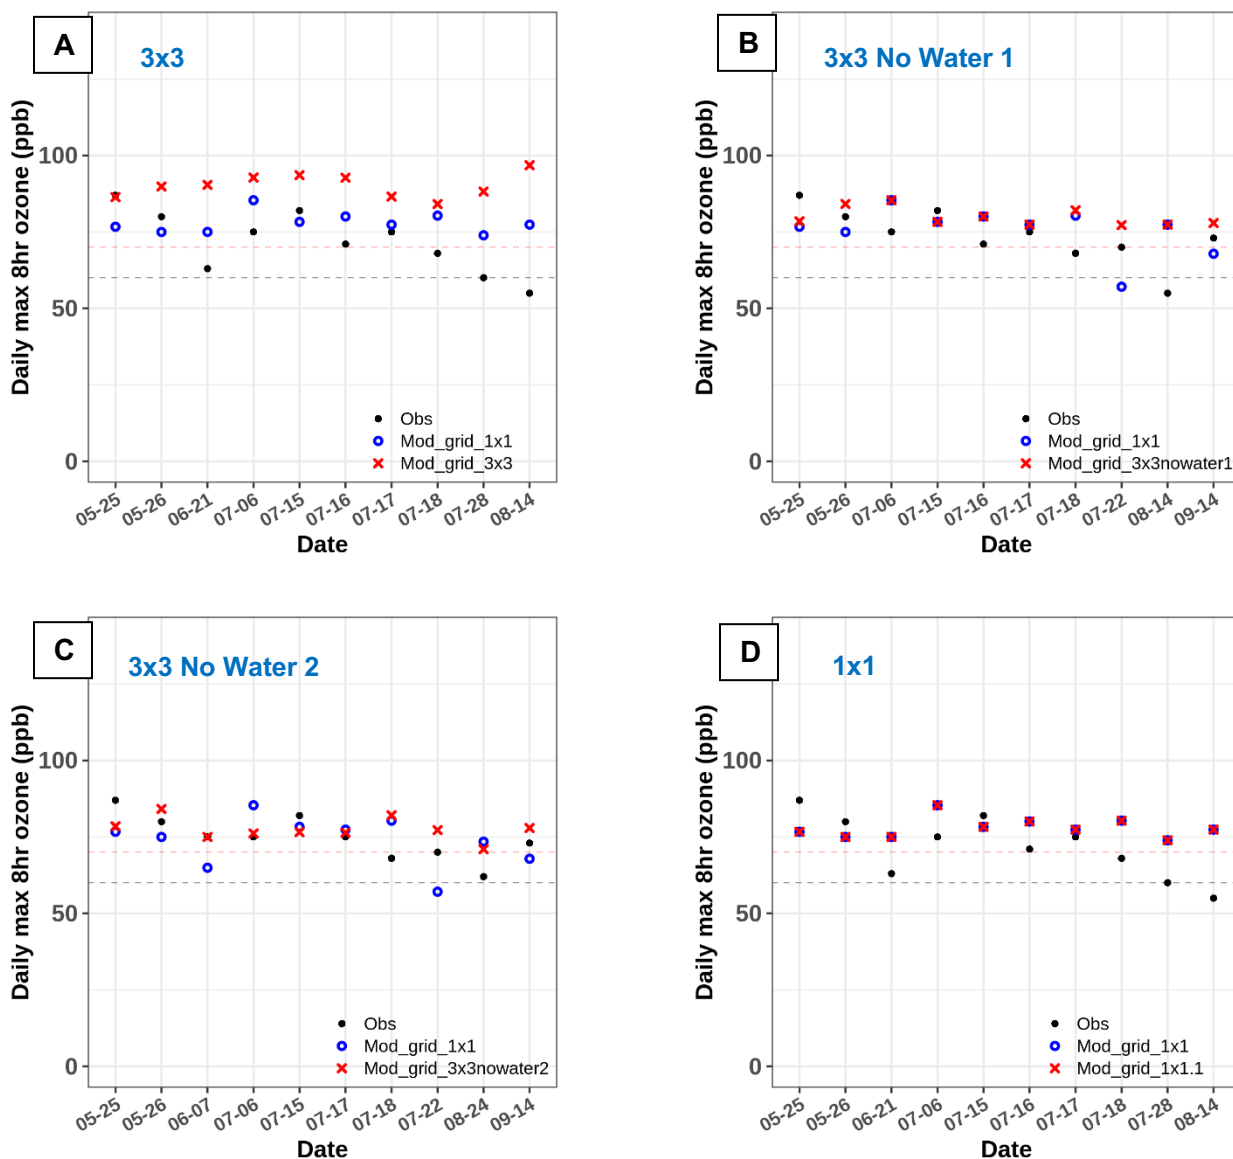 A
3x3
Daily max 8hr ozone (ppb)
100
50
0
Obs
Mod_grid_1x1
Mod_grid_3x3
05-25 05-26 06-21 07-06 07-15 07-16 07-17 07-18 07-28 08-14
Date
B
3x3 No Water 1
Daily max 8hr ozone (ppb)
100
50
0
Obs
Mod_grid_1x1
Mod_grid_3x3nowater1
05-25 05-26 07-06 07-15 07-16 07-17 07-18 07-22 08-14 09-14
Date
C
3x3 No Water 2
Daily max 8hr ozone (ppb)
100
50
0
Obs
Mod_grid_1x1
Mod_grid_3x3nowater2
05-25 05-26 06-07 07-06 07-15 07-17 07-18 07-22 08-24 09-14
Date
D
1x1
Daily max 8hr ozone (ppb)
100
50
0
Obs
Mod_grid_1x1
Mod_grid_1x1.1
05-25 05-26 06-21 07-06 07-15 07-16 07-17 07-18 07-28 08-14
Date